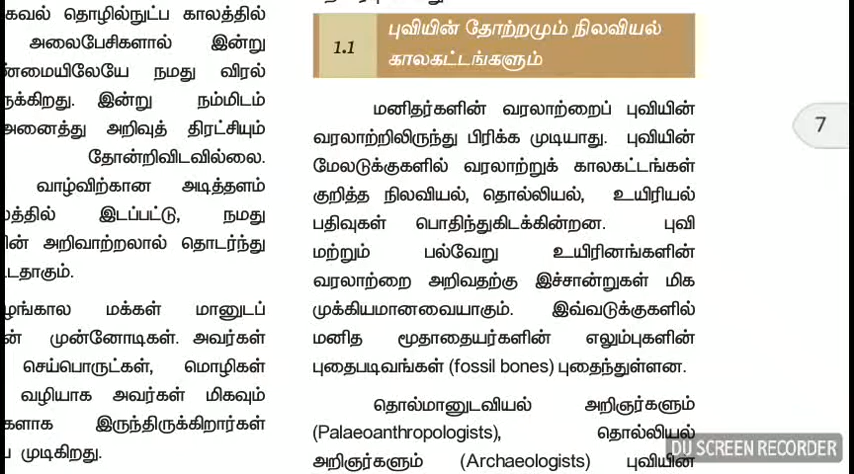 கவல் தொழில்நுட்ப காலத்தில்
அலைபேசிகளால் இன்று
ன்மையிலேயே நமது விரல்
நக்கிறது. இன்று நம்மிடம்
அனைத்து அறிவுத் திரட்சியும்
தோன்றிவிடவில்லை.
வாழ்விற்கான அடித்தளம்
லத்தில் இடப்பட்டு, நமது
ின் அறிவாற்றலால் தொடர்ந்து
டதாகும்.
ழங்கால மக்கள் மானுடப்
ன் முன்னோடிகள். அவர்கள்
செய்பொருட்கள், மொழிகள்
வழியாக அவர்கள் மிகவும்
களாக இருந்திருக்கிறார்கள்
முடிகிறது.
1.1 புவியின் தோற்றமும் நிலவியல்
காலகட்டங்களும்
மனிதர்களின் வரலாற்றைப் புவியின்
வரலாற்றிலிருந்து பிரிக்க முடியாது. புவியின்
மேலடுக்குகளில் வரலாற்றுக் காலகட்டங்கள்
குறித்த நிலவியல், தொல்லியல், உயிரியல்
பதிவுகள் பொதிந்துகிடக்கின்றன. புவி
மற்றும் பல்வேறு உயிரினங்களின்
வரலாற்றை அறிவதற்கு இச்சான்றுகள் மிக
முக்கியமானவையாகும். இவ்வடுக்குகளில்
மனித மூதாதையர்களின் எலும்புகளின்
புதைபடிவங்கள் (fossil bones) புதைந்துள்ளன.
தொல்மானுடவியல் அறிஞர்களும்
(Palaeoanthropologists), தொல்லியல்
அறிஞர்களும் (Archaeologists) புவியின்
7
DU SCREEN RECORDER